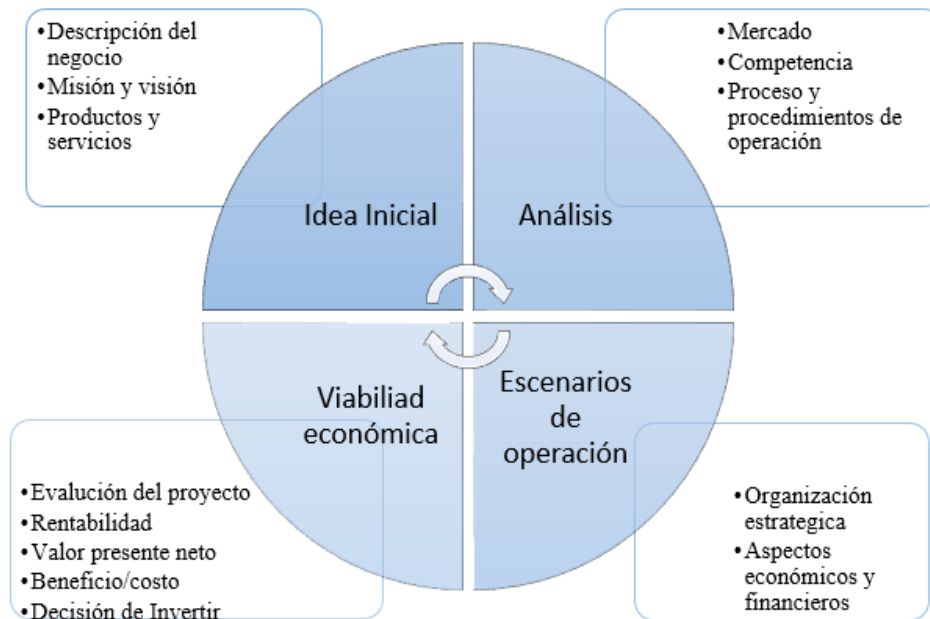 •Descripción del
negocio
•Misión y visión
•Productos y
servicios
Idea Inicial
•Mercado
•Competencia
•Proceso y
procedimientos de
operación
Análisis
Viabiliad
económica
•Evalución del proyecto
•Rentabilidad
•Valor presente neto
•Beneficio/costo
•Decisión de Invertir
Escenarios
de
operación
•Organización
estrategica
•Aspectos
económicos y
financieros